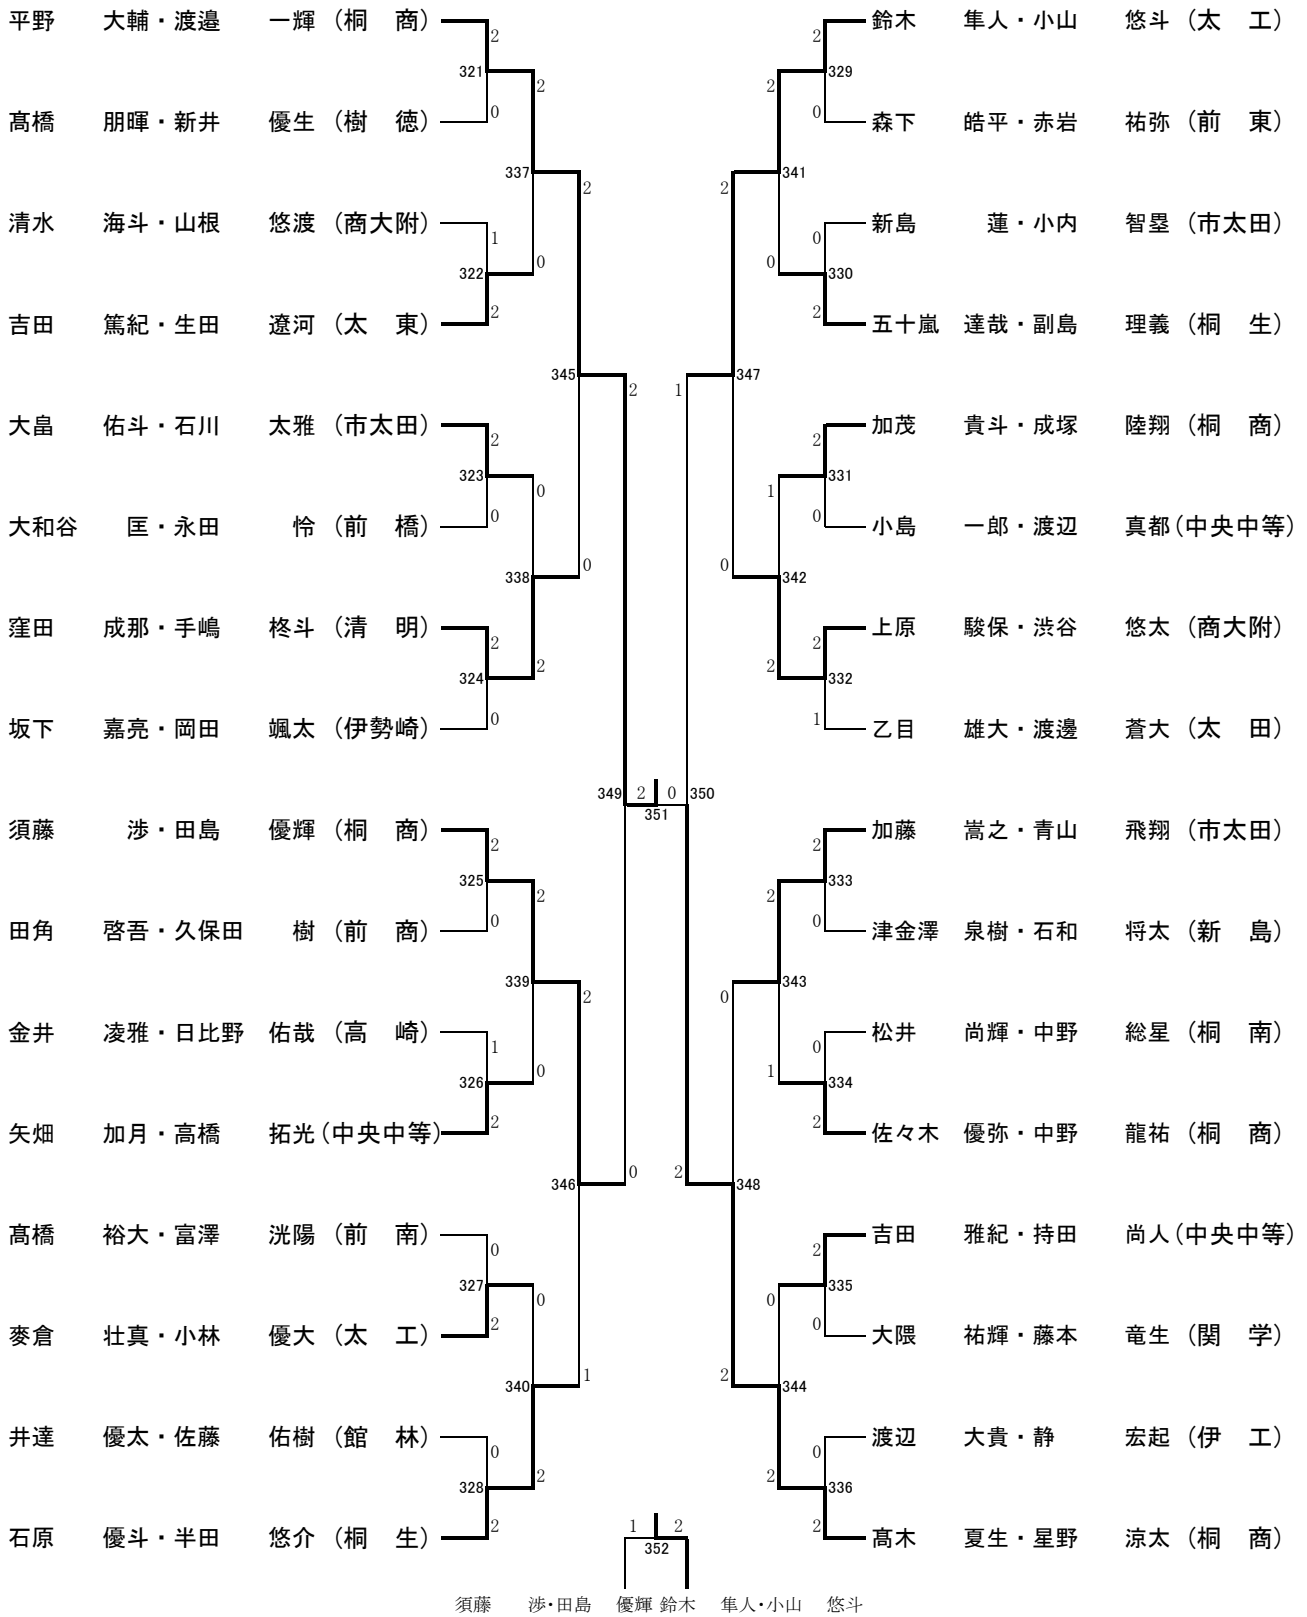 平野 大輔・渡邉 一輝 (桐 商)
2
321
0
2
髙橋 朋暉・新井 優生 (樹 徳)
337
2
清水 海斗・山根 悠渡 (商大附)
1
322
2
0
吉田 篤紀・生田 遼河 (太 東)
345
2
大畠 佑斗・石川 太雅 (市太田)
2
323
0
0
大和谷 匡・永田 怜 (前 橋)
338
0
窪田 成那・手嶋 柊斗 (清 明)
2
324
0
2
坂下 嘉亮・岡田 颯太 (伊勢崎)
349
須藤 渉・田島 優輝 (桐 商)
2
325
0
2
田角 啓吾・久保田 樹 (前 商)
339
2
金井 凌雅・日比野 佑哉 (高 崎)
1
326
2
0
矢畑 加月・高橋 拓光 (中央中等)
346
0
髙橋 裕大・富澤 洸陽 (前 南)
0
327
2
0
麥倉 壮真・小林 優大 (太 工)
340
1
井達 優太・佐藤 佑樹 (館 林)
0
328
2
2
石原 優斗・半田 悠介 (桐 生)
2 0
351
鈴木 隼人・小山 悠斗 (太 工)
2
329
0
2
森下 皓平・赤岩 祐弥 (前 東)
341
2
新島 蓮・小内 智塁 (市太田)
0
330
2
0
五十嵐 達哉・副島 理義 (桐 生)
347
1
加茂 貴斗・成塚 陸翔 (桐 商)
2
331
0
1
小島 一郎・渡辺 真都 (中央中等)
342
0
上原 駿保・渋谷 悠太 (商大附)
2
332
1
2
乙目 雄大・渡邊 蒼大 (太 田)
350
加藤 嵩之・青山 飛翔 (市太田)
2
333
0
2
津金澤 泉樹・石和 将太 (新 島)
343
0
松井 尚輝・中野 総星 (桐 南)
0
334
2
1
佐々木 優弥・中野 龍祐 (桐 商)
348
2
吉田 雅紀・持田 尚人 (中央中等)
2
335
0
0
大隈 祐輝・藤本 竜生 (関 学)
344
2
渡辺 大貴・静 宏起 (伊 工)
0
336
2
2
髙木 夏生・星野 涼太 (桐 商)
1 2
352
須藤 渉・田島 優輝 鈴木 隼人・小山 悠斗